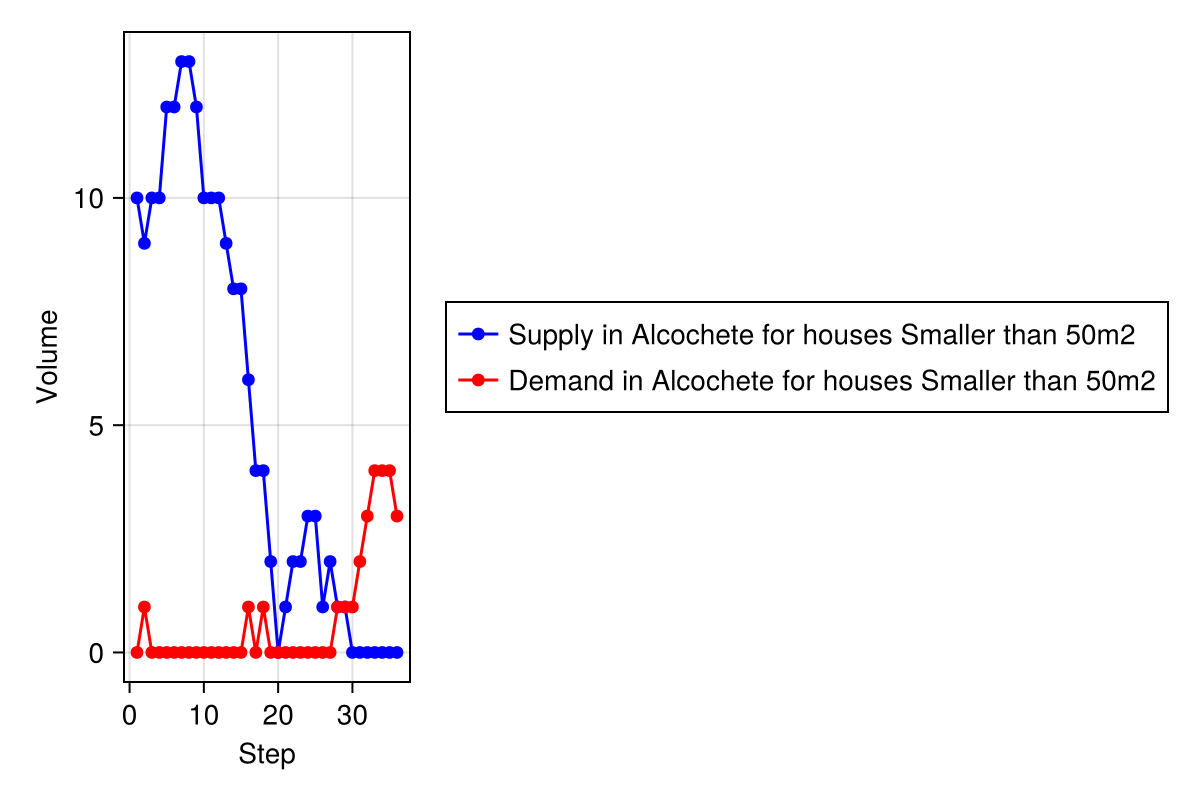 10
5
0
Volume
0 10 20 30
Step
Supply in Alcochete for houses Smaller than 50m2
Demand in Alcochete for houses Smaller than 50m2